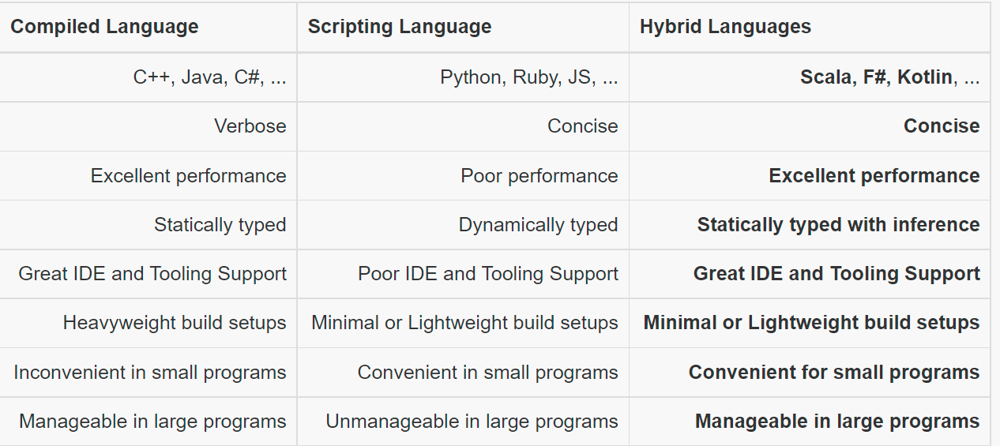 Compiled Language Scripting Language Hybrid Languages
C++, Java, C#, ... Python, Ruby, JS, ... Scala, F#, Kotlin, ...
Verbose Concise Concise
Excellent performance Poor performance Excellent performance
Statically typed Dynamically typed Statically typed with inference
Great IDE and Tooling Support Poor IDE and Tooling Support Great IDE and Tooling Support
Heavyweight build setups Minimal or Lightweight build setups Minimal or Lightweight build setups
Inconvenient in small programs Convenient in small programs Convenient for small programs
Manageable in large programs Unmanageable in large programs Manageable in large programs